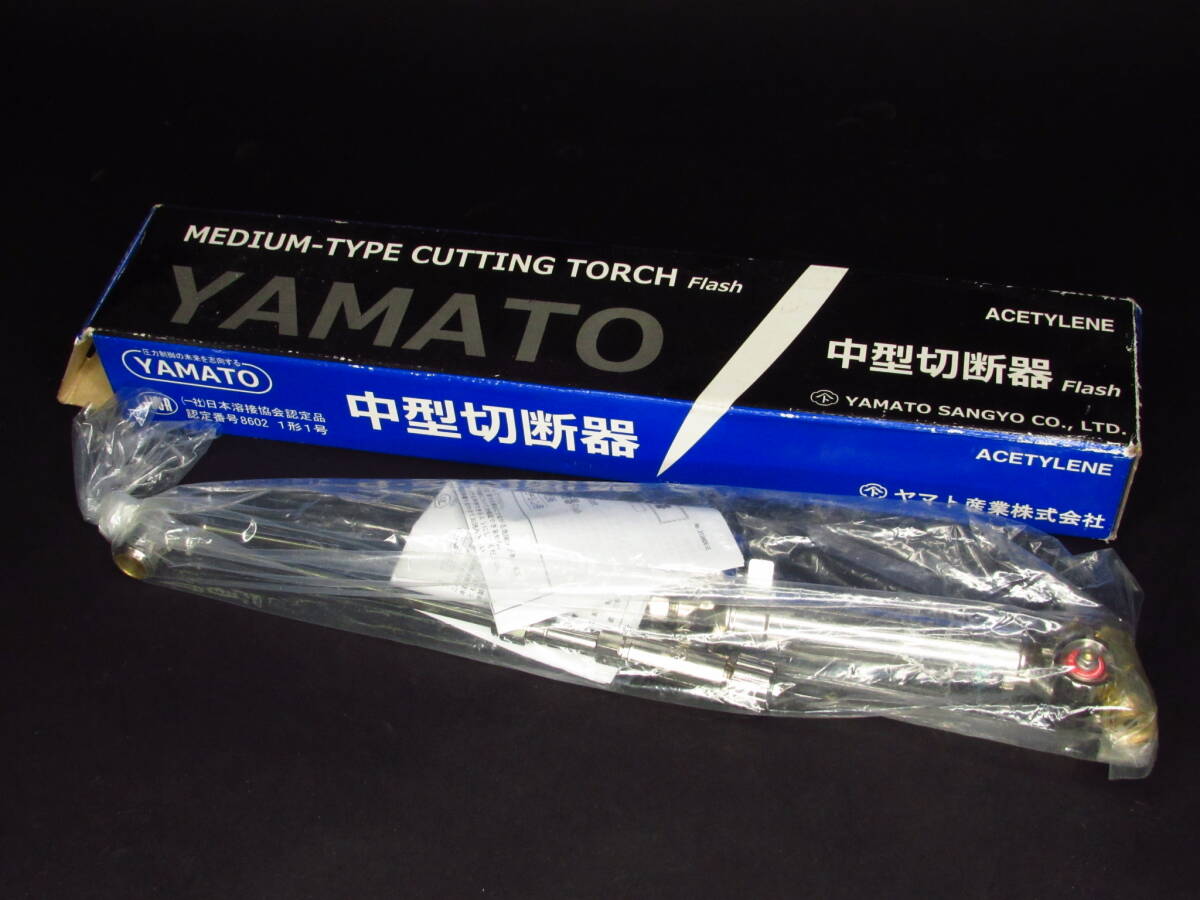 MEDIUM-TYPE CUTTING TORCH Flash
YAMATO
ACETYLENE
中型切断器 Flash
YAMATO SANGYO CO., LTD.
圧力制御の未来を志向する
YAMATO
(一社)日本溶接協会認定品
認定番号8602 1形1号
中型切断器
ACETYLENE
ヤマト産業株式会社